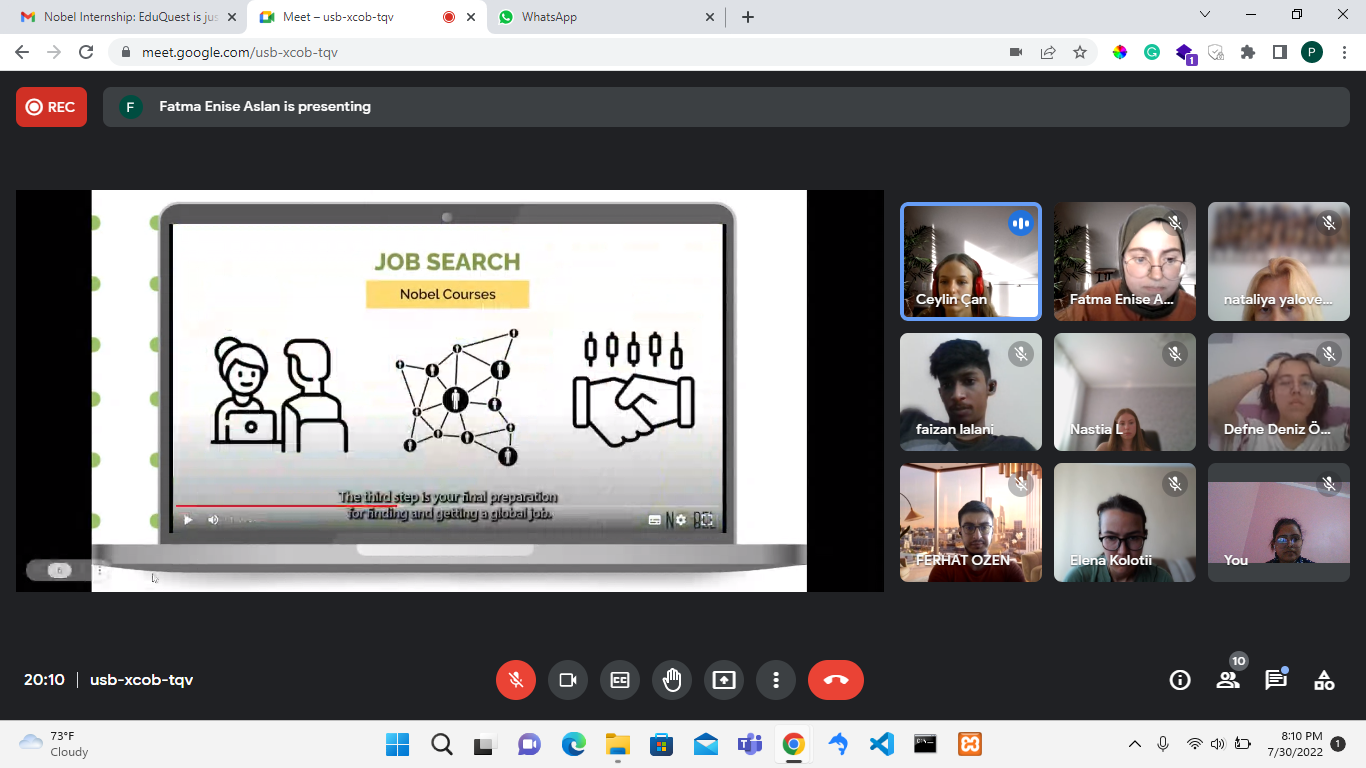 Nobel Internship: EduQuest is jus
Meet – usb-xcob-tqv
WhatsApp
meet.google.com/usb-xcob-tqv
1
P
REC
F
Fatma Enise Aslan is presenting
JOB SEARCH
Nobel Courses
The third step is your final preparation
for finding and getting a global job.
Ceylin Çan
Fatma Enise A...
nataliya yalove...
faizan lalani
Nastia L
Defne Deniz Ö...
FERHAT ÖZEN
Elena Kolotii
You
20:10 | usb-xcob-tqv
10
73°F
Cloudy
8:10 PM
7/30/2022
1